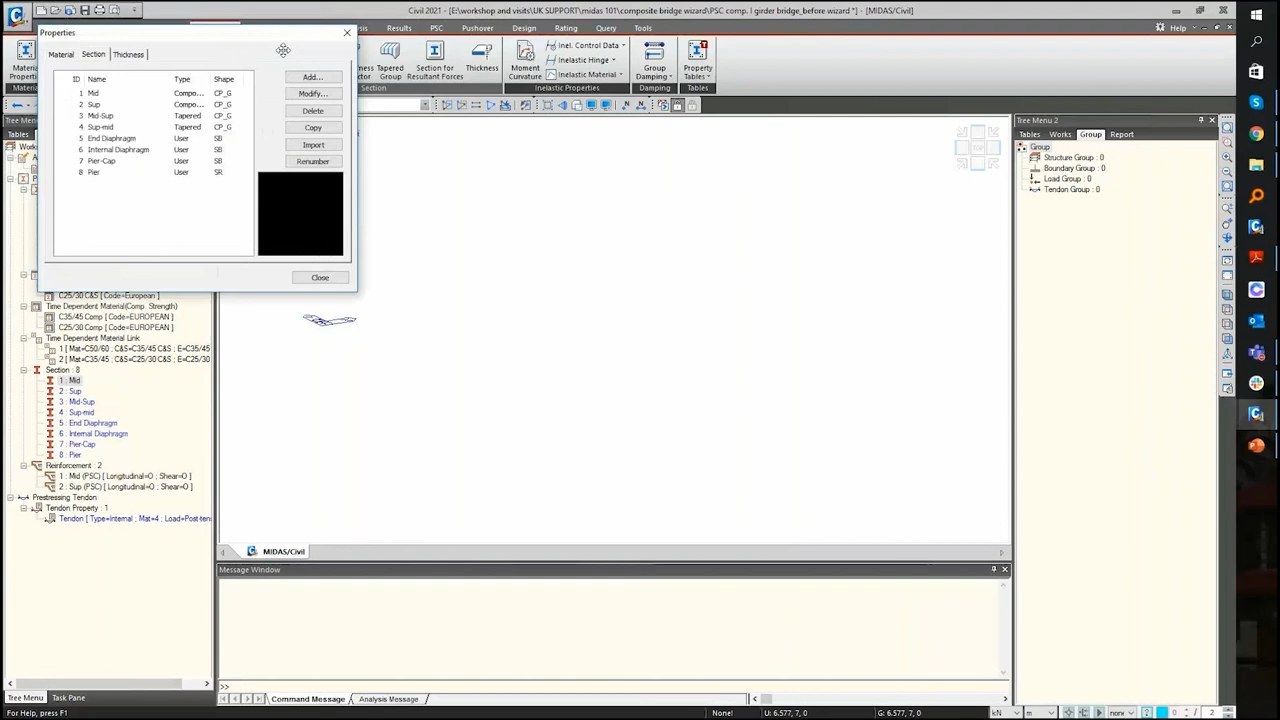 Civil 2021 - [E:\workshop and visits\UK SUPPORT\midas 101\composite bridge wizard\PSC comp. I girder bridge_before wizard *] - [MIDAS/Civil]
Results PSC Pushover Design Rating Query Tools
Help
Material Properties
Tapered Group
Section for Resultant Forces
Thickness
Section
Moment Curvature
Inel. Control Data
Inelastic Hinge
Inelastic Material
Inelastic Properties
Group Damping
Damping
Property Tables
Tables
Properties
Material Section Thickness
ID Name Type Shape
1 Mid Compo... CP_G
2 Sup Compo... CP_G
3 Mid-Sup Tapered CP_G
4 Sup-mid Tapered CP_G
5 End Diaphragm User SB
6 Internal Diaphragm User SB
7 Pier-Cap User SB
8 Pier User SR
Add...
Modify...
Delete
Copy
Import
Renumber
Close
C25/30 C&S [ Code=European ]
Time Dependent Material(Comp. Strength)
C35/45 Comp [ Code=EUROPEAN ]
C25/30 Comp [ Code=EUROPEAN ]
Time Dependent Material Link
1 [ Mat=C50/60 ; C&S=C35/45 C&S ; E=C35/45
2 [ Mat=C35/45 ; C&S=C25/30 C&S ; E=C25/30
Section : 8
1 : Mid
2 : Sup
3 : Mid-Sup
4 : Sup-mid
5 : End Diaphragm
6 : Internal Diaphragm
7 : Pier-Cap
8 : Pier
Reinforcement : 2
1 : Mid (PSC) [ Longitudinal=O ; Shear=O ]
2 : Sup (PSC) [ Longitudinal=O ; Shear=O ]
Prestressing Tendon
Tendon Property : 1
Tendon [ Type=Internal ; Mat=4 ; Load=Post-tens
Tree Menu Task Pane
TOP
MIDAS/Civil
Message Window
>>
Command Message Analysis Message
Tree Menu 2
Tables Works Group Report
Group
Structure Group : 0
Boundary Group : 0
Load Group : 0
Tendon Group : 0
For Help, press F1
None! U: 6.577, 7, 0 G: 6.577, 7, 0 kN m none 2